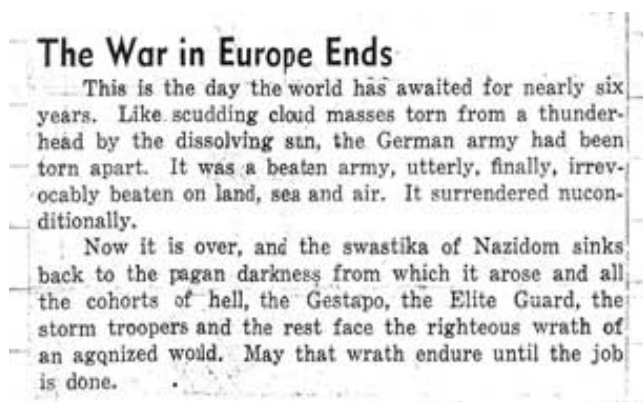 The War in Europe Ends
This is the day the world has awaited for nearly six
years. Like scudding cloud masses torn from a thunder-
head by the dissolving sun, the German army had been
torn apart. It was a beaten army, utterly, finally, irrev-
ocably beaten on land, sea and air. It surrendered nucon-
ditionally.
Now it is over, and the swastika of Nazidom sinks
back to the pagan darkness from which it arose and all
the cohorts of hell, the Gestapo, the Elite Guard, the
storm troopers and the rest face the righteous wrath of
an agqnized woild. May that wrath endure until the job
is done.